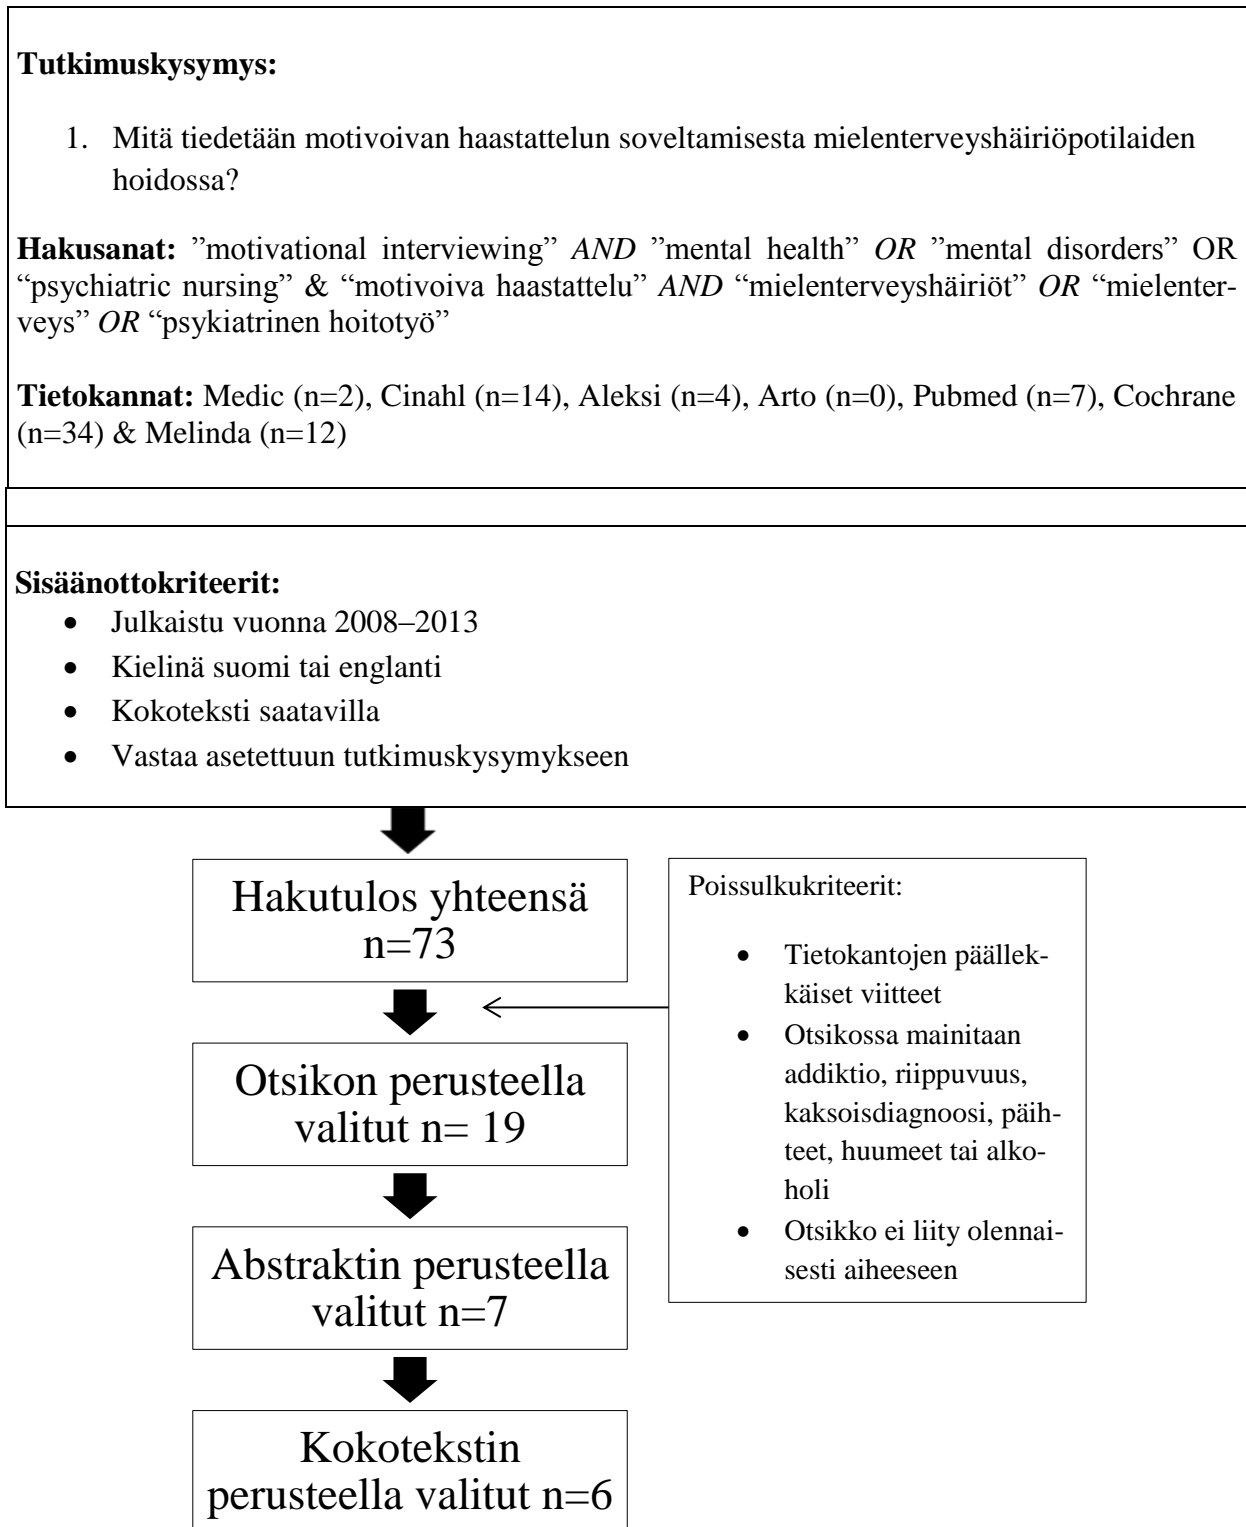 Tutkimuskysymys:
1. Mitä tiedetään motivoivan haastattelun soveltamisesta mielenterveyshäiriöpotilaiden
hoidossa?
Hakusanat: ”motivational interviewing” AND ”mental health” OR ”mental disorders” OR
“psychiatric nursing” & “motivoiva haastattelu” AND “mielenterveyshäiriöt” OR “mielenter-
veys” OR “psykiatrinen hoitotyö”
Tietokannat: Medic (n=2), Cinahl (n=14), Aleksi (n=4), Arto (n=0), Pubmed (n=7), Cochrane
(n=34) & Melinda (n=12)
Sisäänottokriteerit:
• Julkaistu vuonna 2008–2013
• Kielinä suomi tai englanti
• Kokoteksti saatavilla
• Vastaa asetettuun tutkimuskysymykseen
Hakutulos yhteensä
n=73
Poissulkukriteerit:
• Tietokantojen päällek-
käiset viitteet
• Otsikossa mainitaan
addiktio, riippuvuus,
kaksoisdiagnoosi, päih-
teet, huumeet tai alko-
holi
• Otsikko ei liity olennai-
sesti aiheeseen
Otsikon perusteella
valitut n= 19
Abstraktin perusteella
valitut n=7
Kokotekstin
perusteella valitut n=6